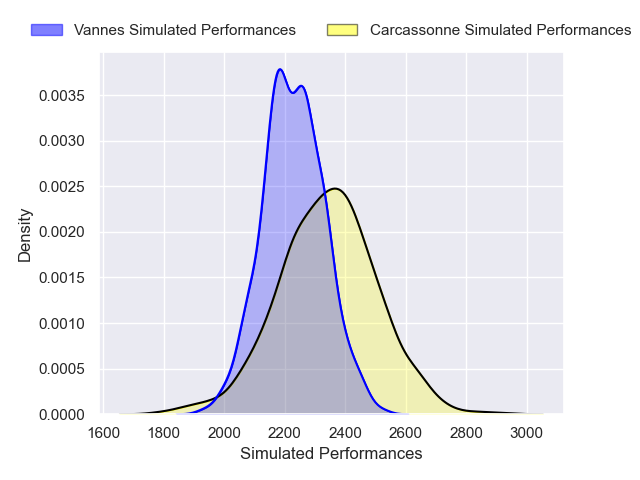 Vannes Simulated Performances
Carcassonne Simulated Performances
0.0035
0.0030
0.0025
0.0020
0.0015
0.0010
0.0005
0.0000
Density
1600 1800 2000 2200 2400 2600 2800 3000
Simulated Performances